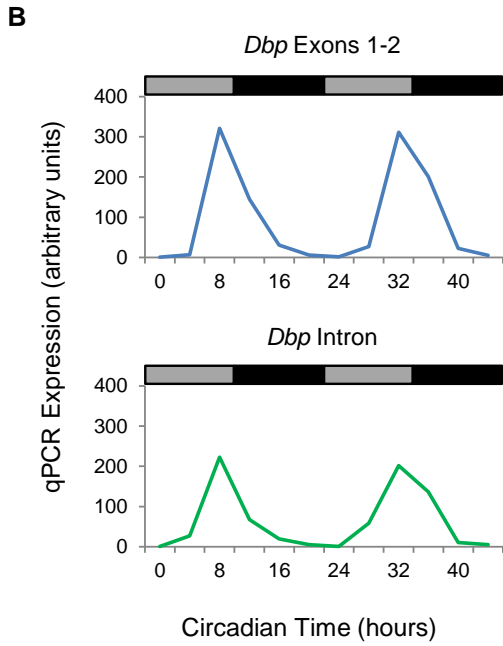 B
Dbp Exons 1-2
400
300
200
100
0
0 8 16 24 32 40
Dbp Intron
400
300
200
100
0
0 8 16 24 32 40
qPCR Expression (arbitrary units)
Circadian Time (hours)